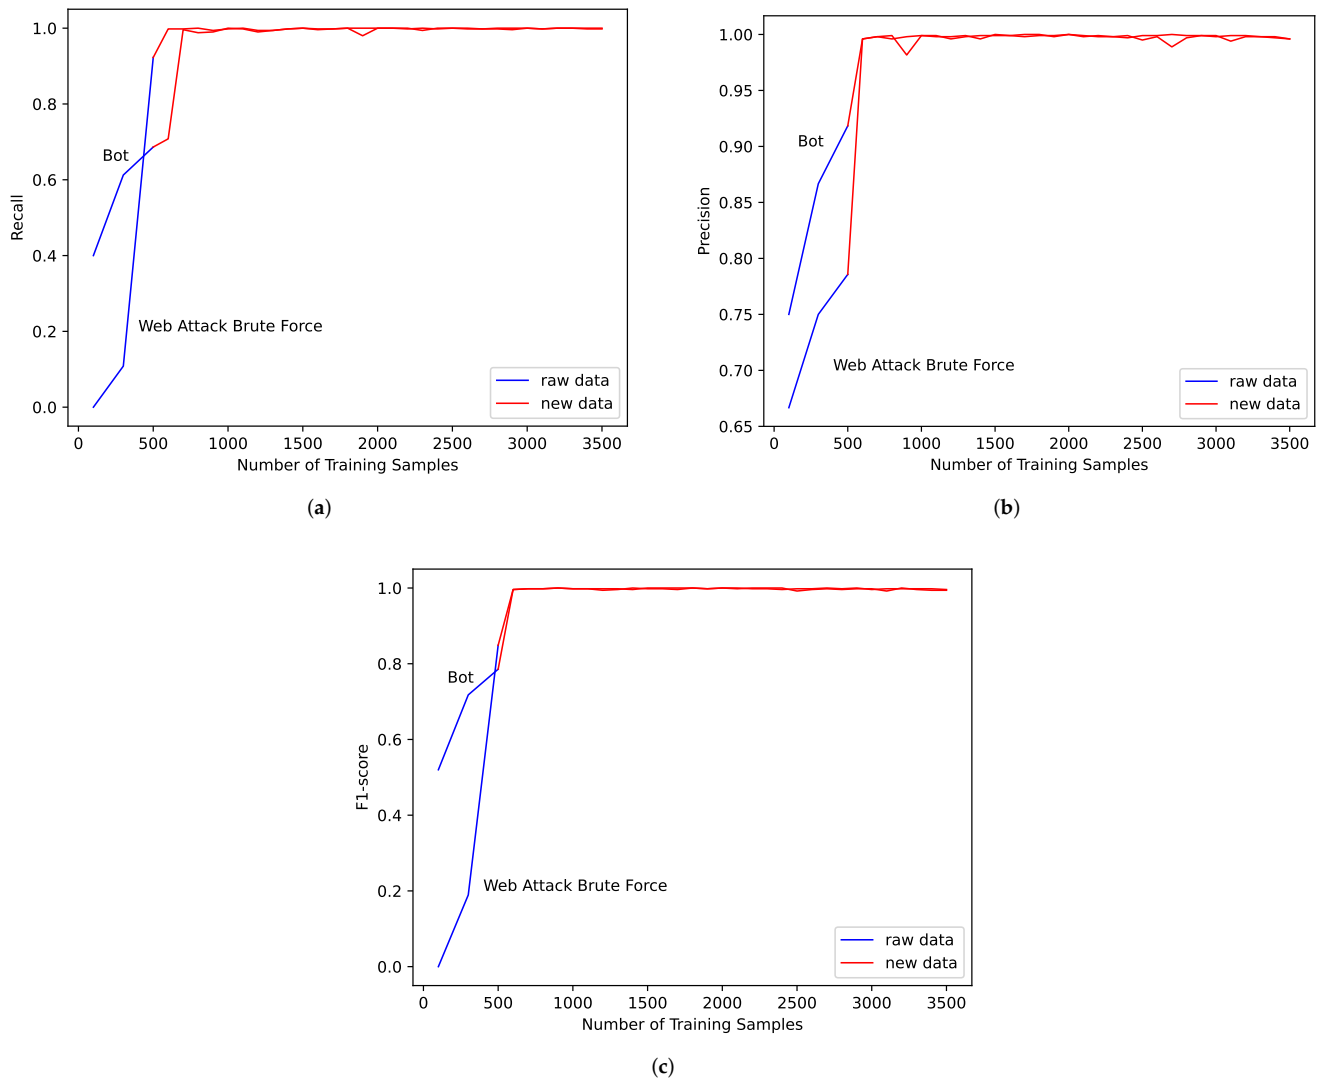 1.0
0.8
0.6
0.4
0.2
0.0
Recall
Bot
Web Attack Brute Force
raw data
new data
0 500 1000 1500 2000 2500 3000 3500
Number of Training Samples
(a)
1.00
0.95
0.90
0.85
0.80
0.75
0.70
0.65
Precision
Bot
Web Attack Brute Force
raw data
new data
0 500 1000 1500 2000 2500 3000 3500
Number of Training Samples
(b)
1.0
0.8
0.6
0.4
0.2
0.0
F1-score
Bot
Web Attack Brute Force
raw data
new data
0 500 1000 1500 2000 2500 3000 3500
Number of Training Samples
(c)